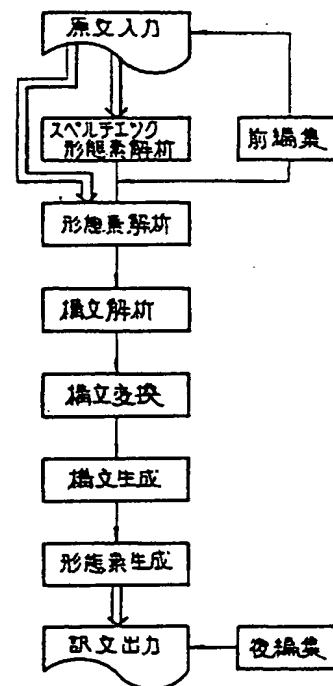 原文入力
スペルチエック
形態素解析
前編集
形態素解析
構文解析
構文変換
構文生成
形態素生成
訳文出力
後編集